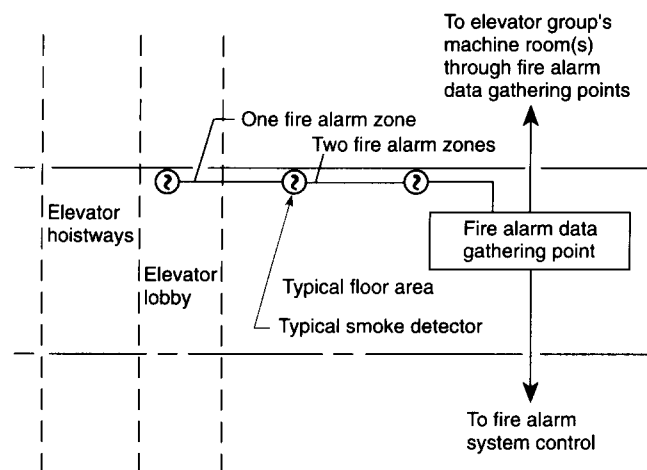 To elevator group's
machine room(s)
through fire alarm
data gathering points
One fire alarm zone
Two fire alarm zones
Elevator
hoistways
Elevator
lobby
Fire alarm data
gathering point
Typical floor area
Typical smoke detector
To fire alarm
system control